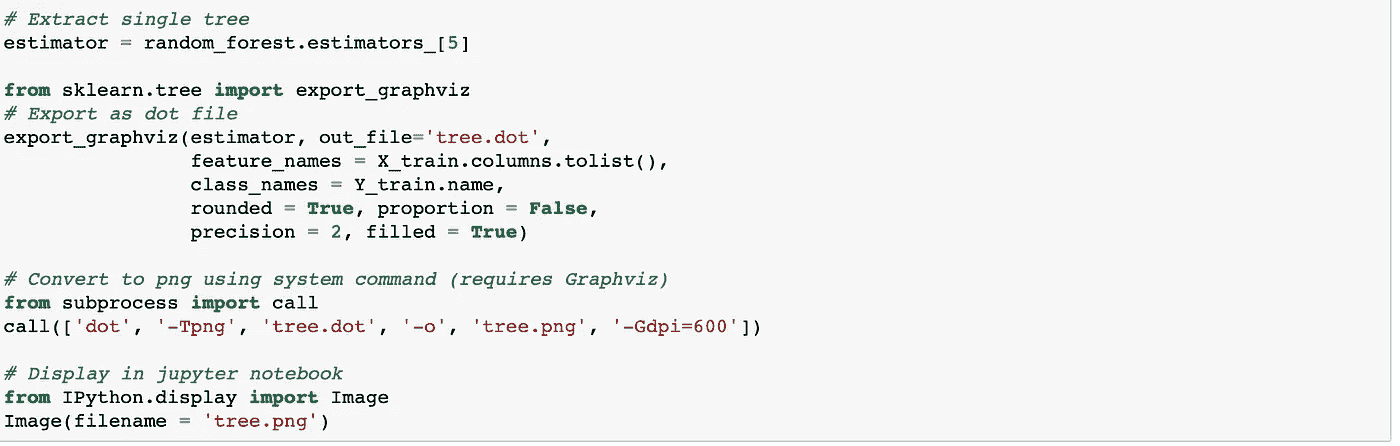 # Extract single tree
estimator = random_forest.estimators_[5]
from sklearn.tree import export_graphviz
# Export as dot file
export_graphviz(estimator, out_file='tree.dot',
feature_names = X_train.columns.tolist(),
class_names = Y_train.name,
rounded = True, proportion = False,
precision = 2, filled = True)
# Convert to png using system command (requires Graphviz)
from subprocess import call
call(['dot', '-Tpng', 'tree.dot', '-o', 'tree.png', '-Gdpi=600'])
# Display in jupyter notebook
from IPython.display import Image
Image(filename = 'tree.png')